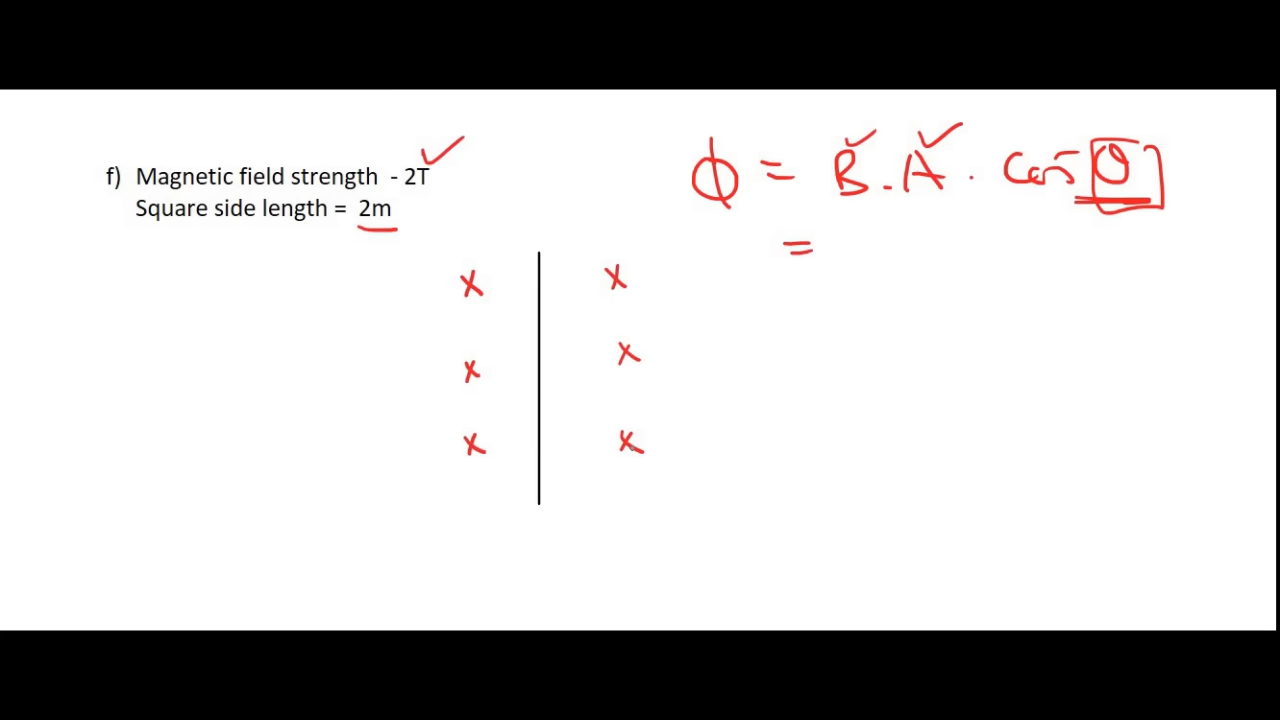 f) Magnetic field strength - 2T
Square side length = 2m
ϕ = B . A . cos θ
=
x x
x x
x x